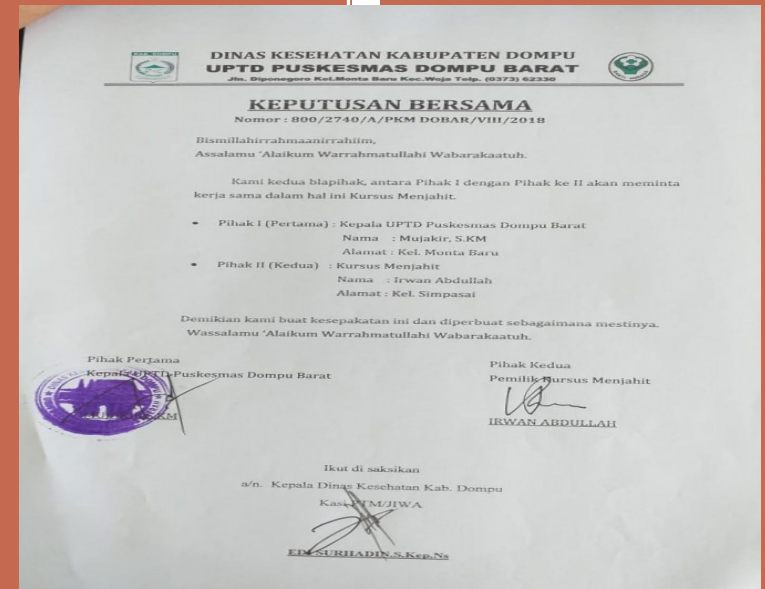 DINAS KESEHATAN KABUPATEN DOMPU
UPTD PUSKESMAS DOMPU BARAT
Jln. Diponegoro Kel.Monta Baru Kec.Woja Telp. (0373) 62330
KEPUTUSAN BERSAMA
Nomor : 800/2740/A/PKM DOBAR/VIII/2018
Bismillahirrahmaanirrahiim,
Assalamu 'Alaikum Warrahmatullahi Wabarakaatuh.
Kami kedua blapihak, antara Pihak I dengan Pihak ke II akan meminta
kerja sama dalam hal ini Kursus Menjahit.
• Pihak I (Pertama) : Kepala UPTD Puskesmas Dompu Barat
Nama : Mujakir, S.KM
Alamat : Kel. Monta Baru
• Pihak II (Kedua) : Kursus Menjahit
Nama : Irwan Abdullah
Alamat : Kel. Simpasai
Demikian kami buat kesepakatan ini dan diperbuat sebagaimana mestinya.
Wassalamu 'Alaikum Warrahmatullahi Wabarakaatuh.
Pihak Pertama
Kepala UPTD Puskesmas Dompu Barat
Pihak Kedua
Pemilik Kursus Menjahit
IRWAN ABDULLAH
Ikut di saksikan
a/n. Kepala Dinas Kesehatan Kab. Dompu
Kasi PTM/JIWA
EDI SURHADIN,S.Kep,Ns